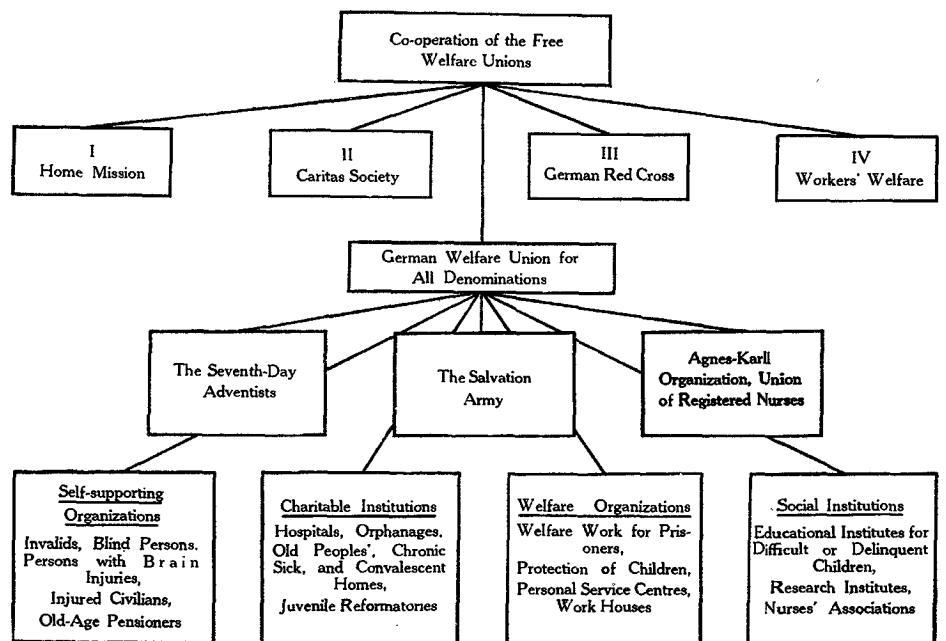 Co-operation of the Free
Welfare Unions
I
Home Mission
II
Caritas Society
III
German Red Cross
IV
Workers' Welfare
German Welfare Union for
All Denominations
The Seventh-Day
Adventists
The Salvation
Army
Agnes-Karll
Organization, Union
of Registered Nurses
Self-supporting
Organizations
Invalids, Blind Persons.
Persons with Brain
Injuries,
Injured Civilians,
Old-Age Pensioners
Charitable Institutions
Hospitals, Orphanages.
Old Peoples', Chronic
Sick, and Convalescent
Homes,
Juvenile Reformatories
Welfare Organizations
Welfare Work for Pris-
oners,
Protection of Children,
Personal Service Centres,
Work Houses
Social Institutions
Educational Institutes for
Difficult or Delinquent
Children,
Research Institutes,
Nurses' Associations